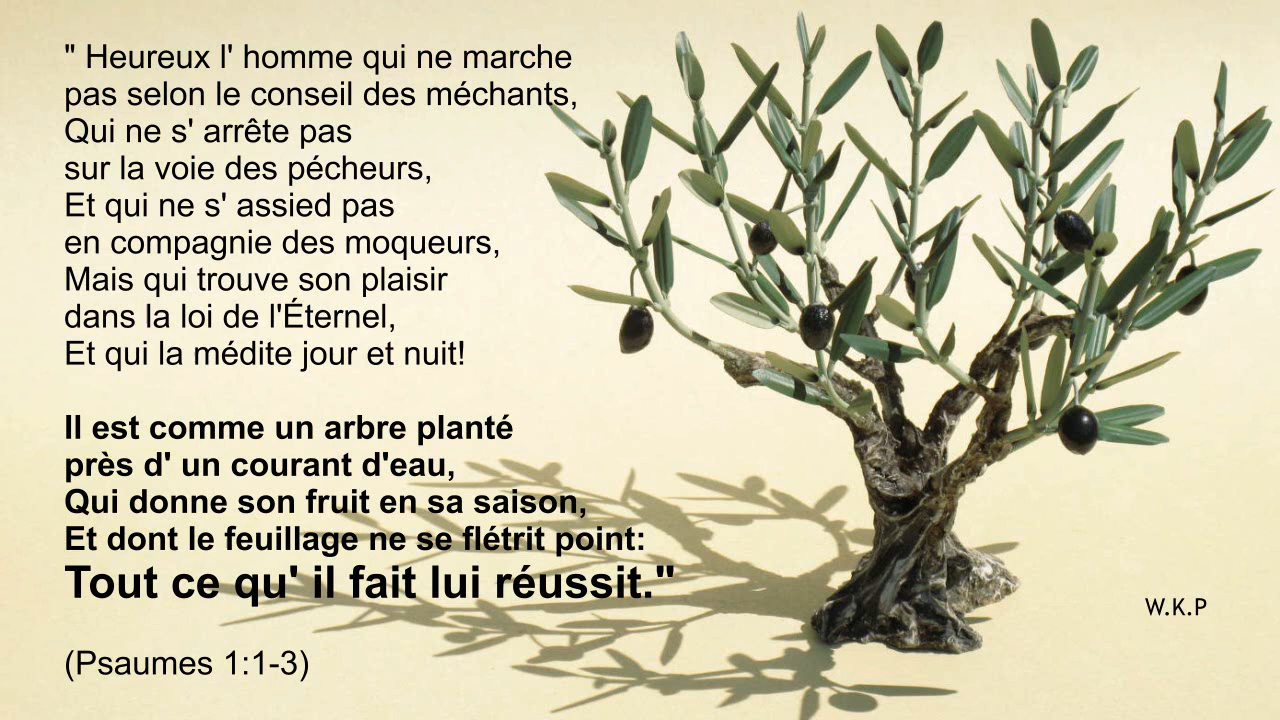 " Heureux l' homme qui ne marche
pas selon le conseil des méchants,
Qui ne s' arrête pas
sur la voie des pécheurs,
Et qui ne s' assied pas
en compagnie des moqueurs,
Mais qui trouve son plaisir
dans la loi de l'Éternel,
Et qui la médite jour et nuit!
Il est comme un arbre planté
près d' un courant d'eau,
Qui donne son fruit en sa saison,
Et dont le feuillage ne se flétrit point:
Tout ce qu' il fait lui réussit."
W.K.P
(Psaumes 1:1-3)